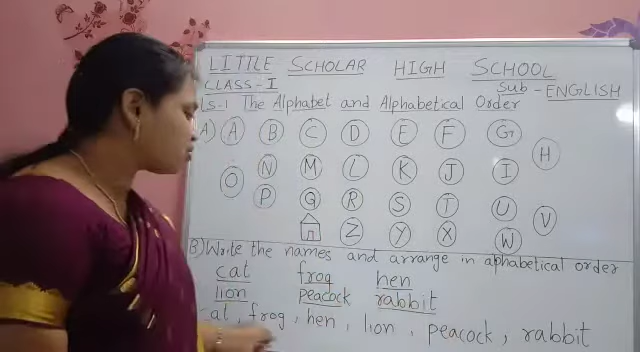 LITTLE SCHOLAR HIGH SCHOOL
CLASS-I Sub-ENGLISH
LS-1 The Alphabet and Alphabetical Order
A) A B C D E F G
H
O N M L K J I
P Q R S T U V
Z Y X W
B) Write the names and arrange in alphabetical order
cat frog hen
lion peacock rabbit
cat, frog, hen, lion, peacock, rabbit